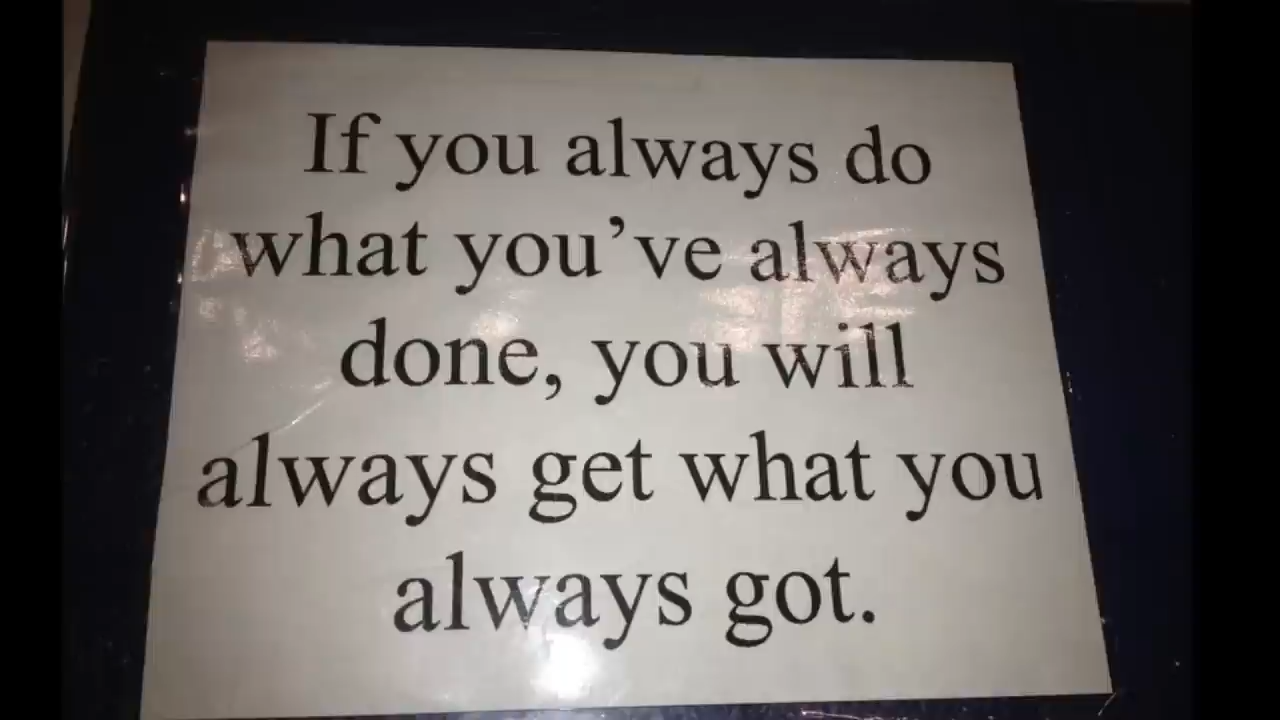 If you always do
what you’ve always
done, you will
always get what you
always got.